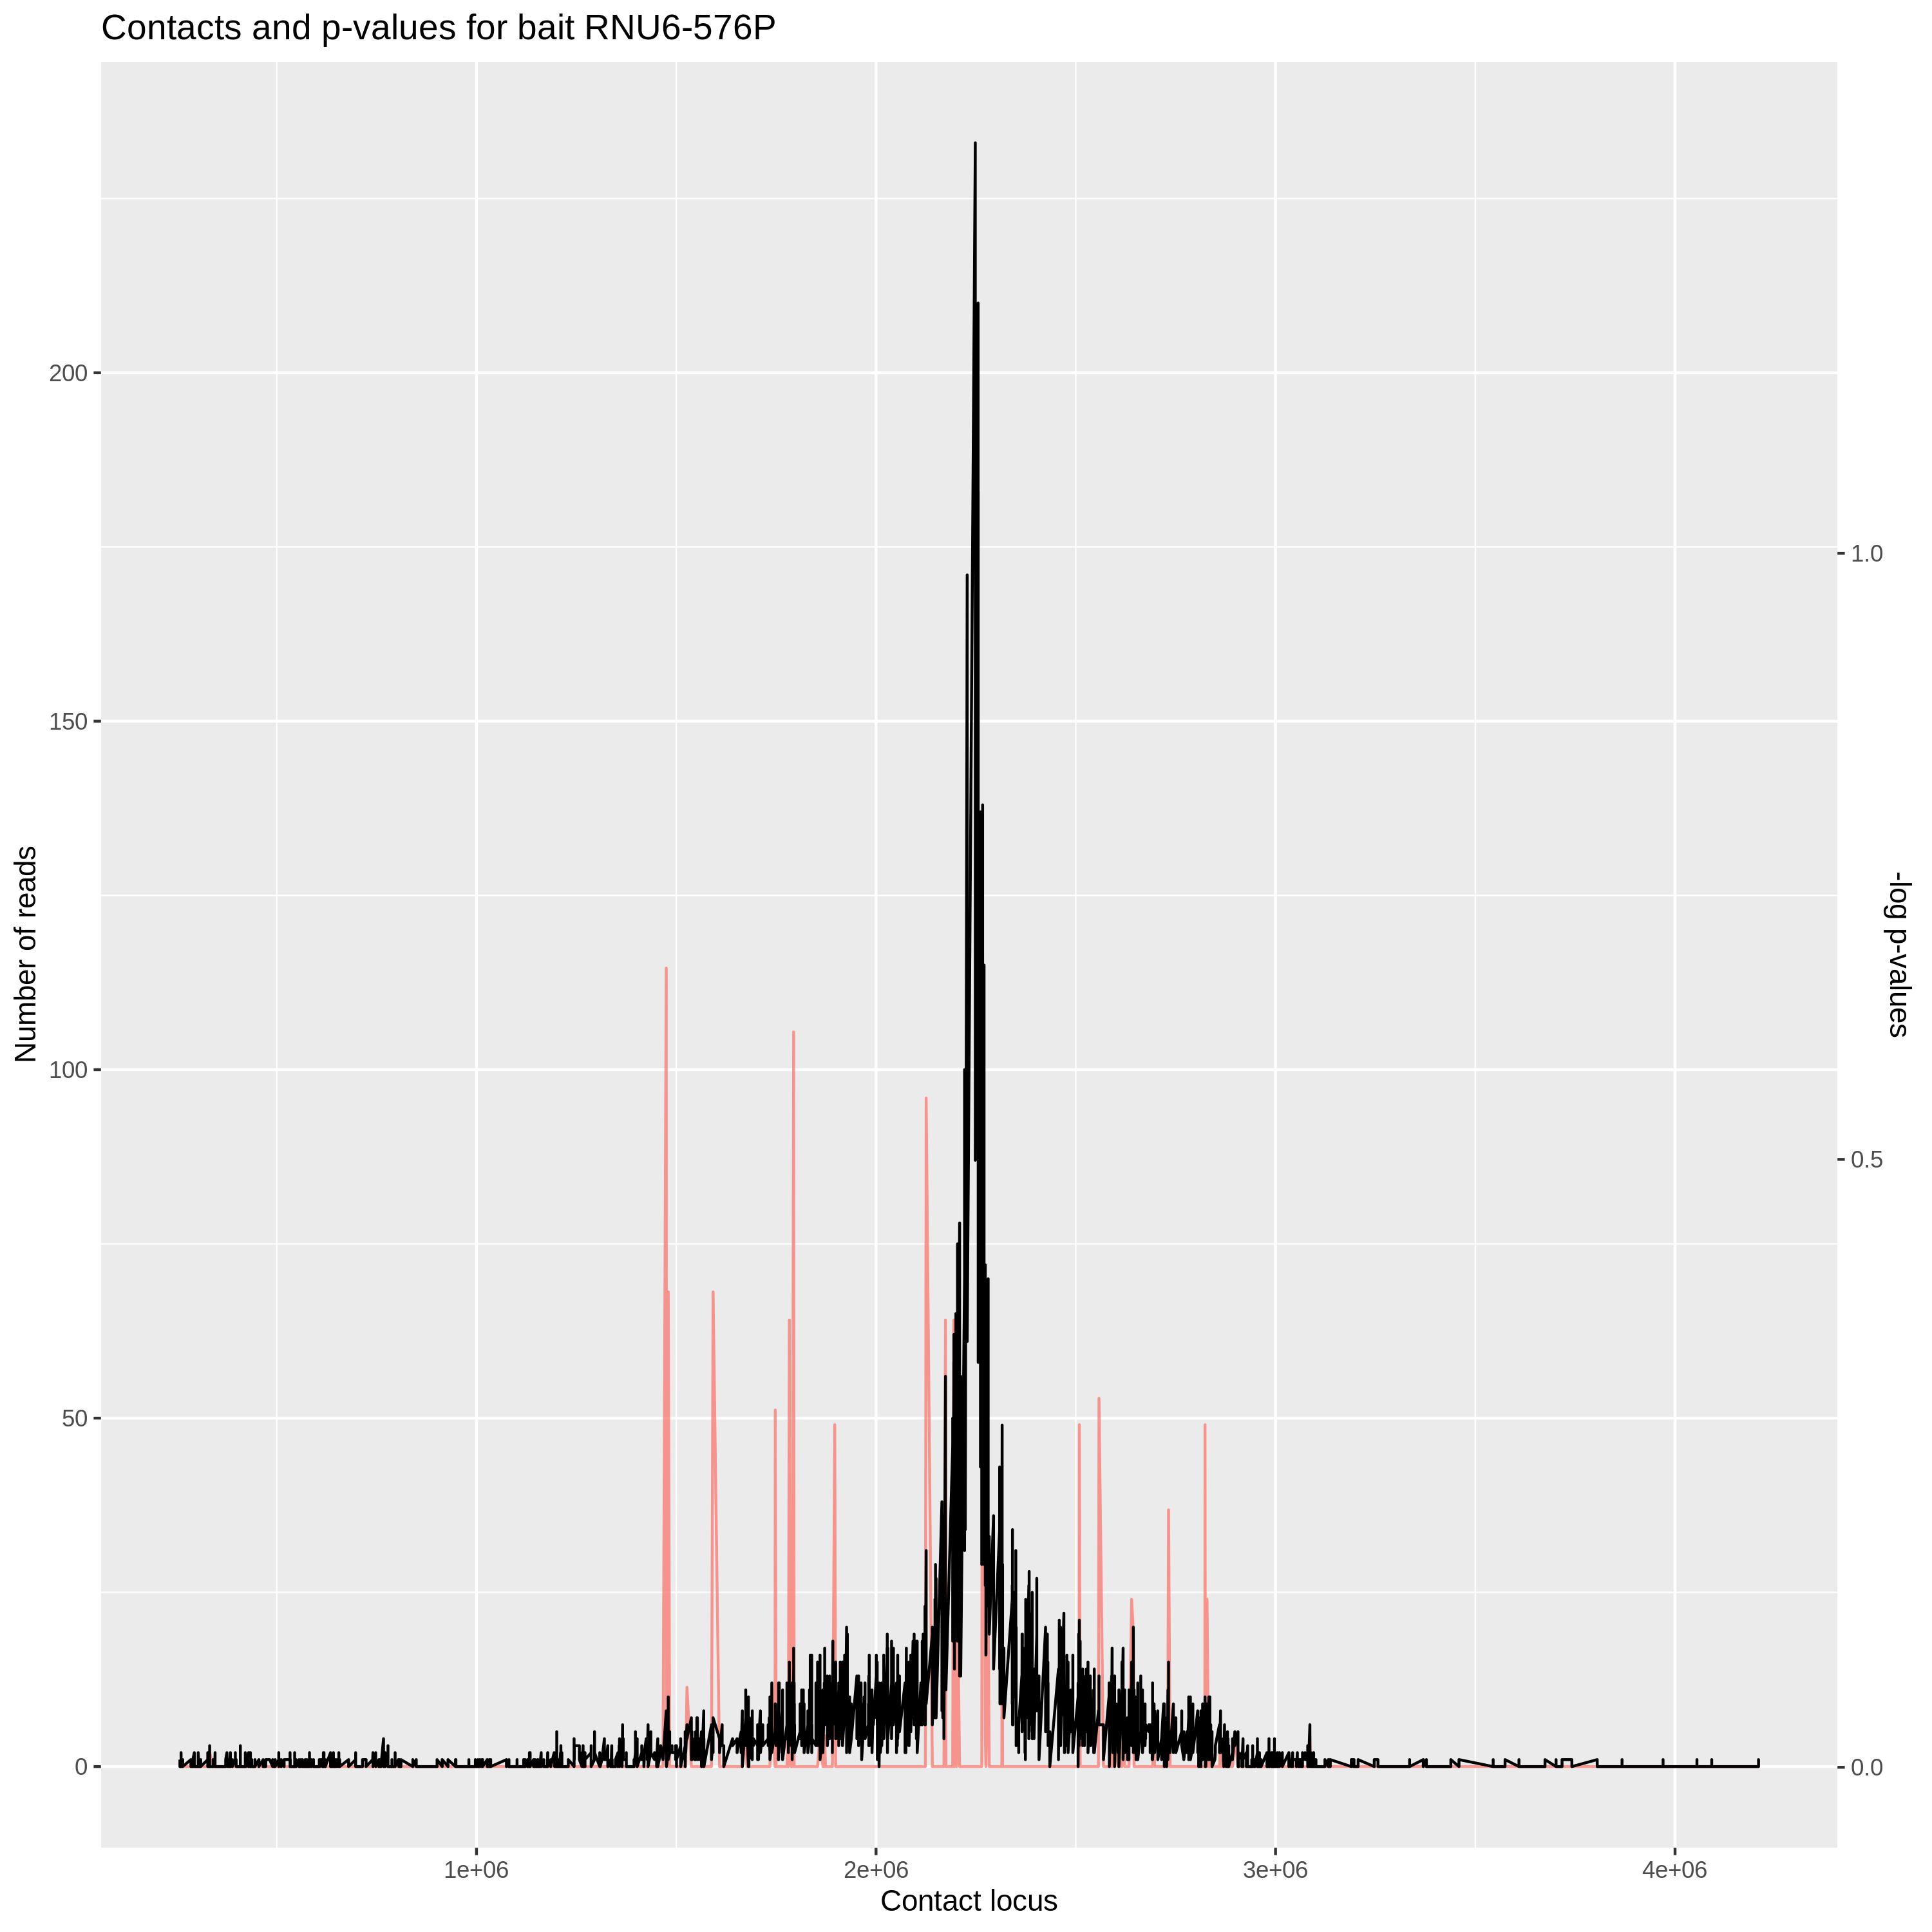 Contacts and p-values for bait RNU6-576P
200
150
100
50
0
Number of reads
1.0
0.5
0.0
-log p-values
1e+06
2e+06
3e+06
4e+06
Contact locus